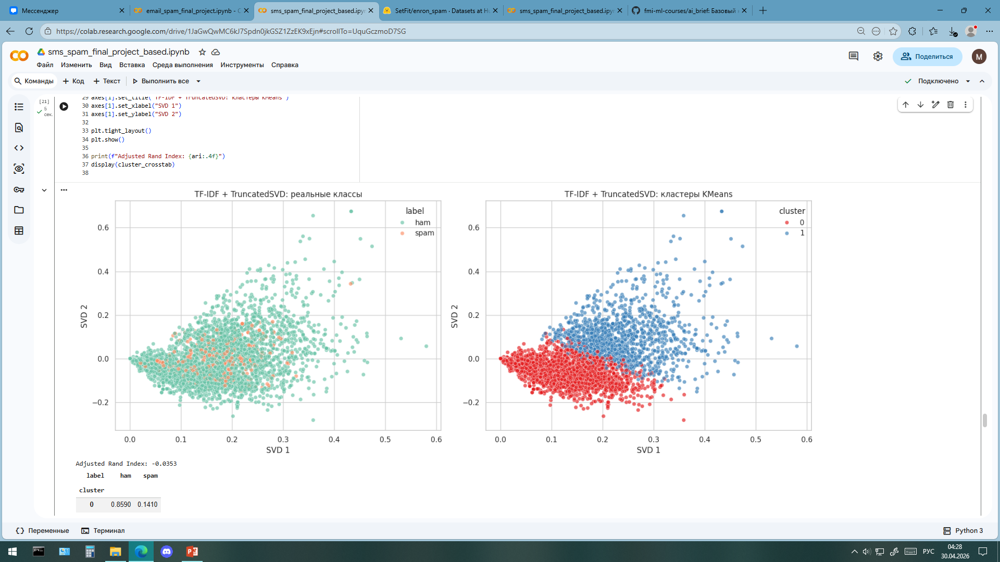 Мессенджер
email_spam_final_project.ipynb - C
sms_spam_final_project_based.ipyn
SetFit/enron_spam · Datasets at Hu
sms_spam_final_project_based.ipyn
fmi-ml-courses/ai_brief: Базовый
https://colab.research.google.com/drive/1JaGwQwMC6kJ7Spdn0jkGSZ1ZzEK9xEjn#scrollTo=UquGczmoD7SG
sms_spam_final_project_based.ipynb
Файл Изменить Вид Вставка Среда выполнения Инструменты Справка
Поделиться
M
Команды + Код + Текст Выполнить все
Подключено
[21]
5
сек.
29 axes[1].set_title("TF-IDF + TruncatedSVD: кластеры KMeans")
30 axes[1].set_xlabel("SVD 1")
31 axes[1].set_ylabel("SVD 2")
32
33 plt.tight_layout()
34 plt.show()
35
36 print(f"Adjusted Rand Index: {ari:.4f}")
37 display(cluster_crosstab)
38
TF-IDF + TruncatedSVD: реальные классы
label
ham
spam
0.6
0.4
0.2
0.0
−0.2
SVD 2
0.0 0.1 0.2 0.3 0.4 0.5 0.6
SVD 1
TF-IDF + TruncatedSVD: кластеры KMeans
cluster
0
1
0.6
0.4
0.2
0.0
−0.2
SVD 2
0.0 0.1 0.2 0.3 0.4 0.5 0.6
SVD 1
Adjusted Rand Index: -0.0353
label ham spam
cluster
0 0.8590 0.1410
Переменные Терминал
Python 3
РУС
04:28
30.04.2026